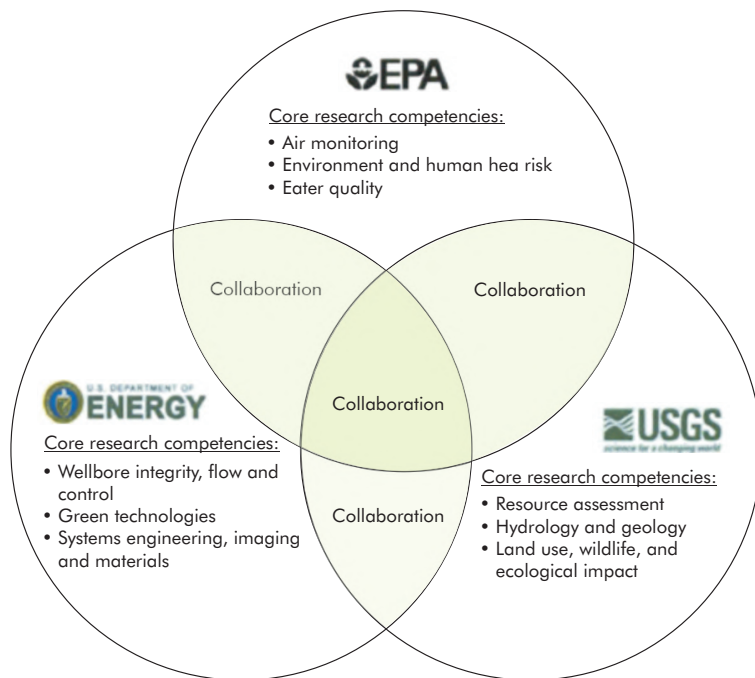 EPA
Core research competencies:
• Air monitoring
• Environment and human hea risk
• Eater quality
Collaboration
Collaboration
U.S. DEPARTMENT OF
ENERGY
Core research competencies:
• Wellbore integrity, flow and
control
• Green technologies
• Systems engineering, imaging
and materials
Collaboration
Collaboration
USGS
science for a changing world
Core research competencies:
• Resource assessment
• Hydrology and geology
• Land use, wildlife, and
ecological impact